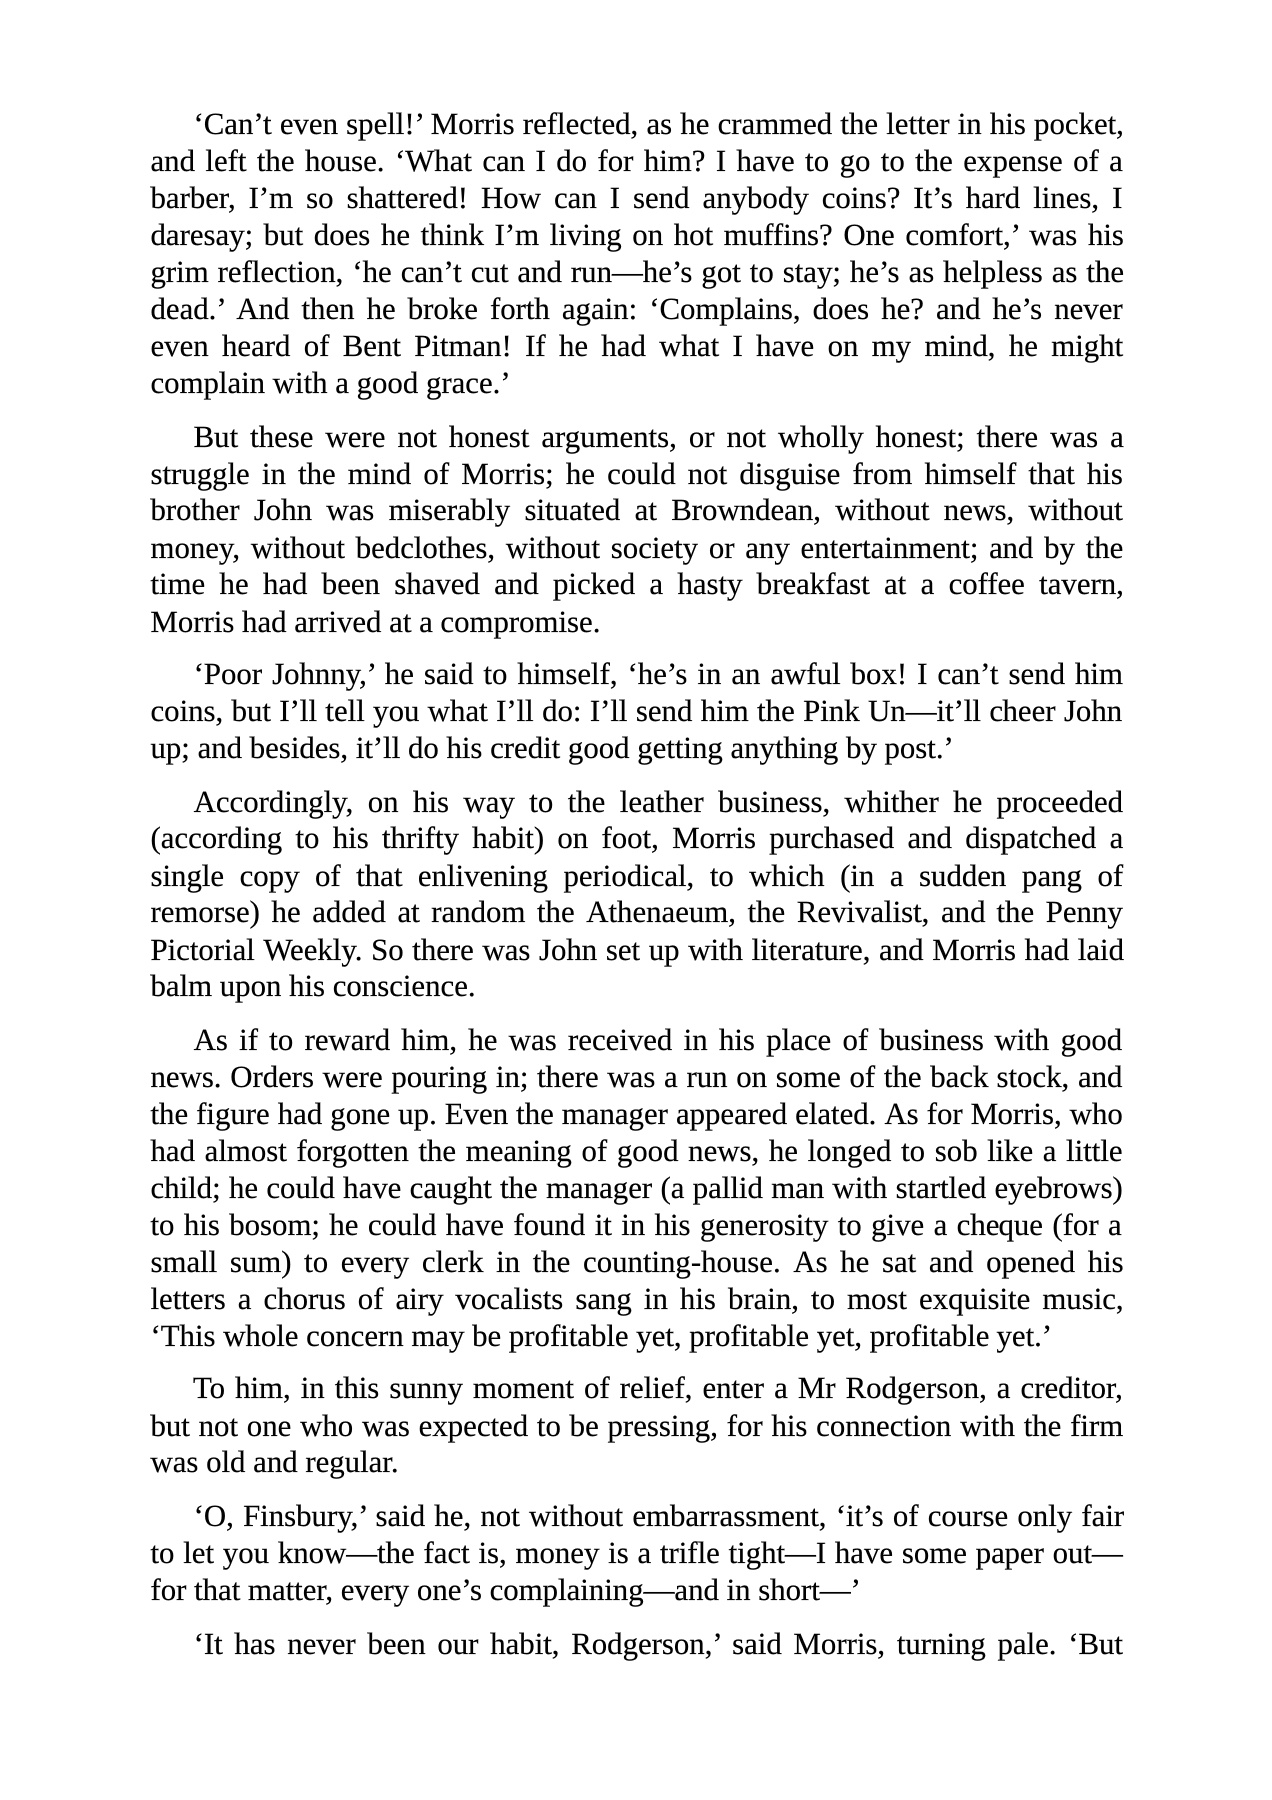 ‘Can’t even spell!’ Morris reflected, as he crammed the letter in his pocket,
and left the house. ‘What can I do for him? I have to go to the expense of a
barber, I’m so shattered! How can I send anybody coins? It’s hard lines, I
daresay; but does he think I’m living on hot muffins? One comfort,’ was his
grim reflection, ‘he can’t cut and run—he’s got to stay; he’s as helpless as the
dead.’ And then he broke forth again: ‘Complains, does he? and he’s never
even heard of Bent Pitman! If he had what I have on my mind, he might
complain with a good grace.’
But these were not honest arguments, or not wholly honest; there was a
struggle in the mind of Morris; he could not disguise from himself that his
brother John was miserably situated at Browndean, without news, without
money, without bedclothes, without society or any entertainment; and by the
time he had been shaved and picked a hasty breakfast at a coffee tavern,
Morris had arrived at a compromise.
‘Poor Johnny,’ he said to himself, ‘he’s in an awful box! I can’t send him
coins, but I’ll tell you what I’ll do: I’ll send him the Pink Un—it’ll cheer John
up; and besides, it’ll do his credit good getting anything by post.’
Accordingly, on his way to the leather business, whither he proceeded
(according to his thrifty habit) on foot, Morris purchased and dispatched a
single copy of that enlivening periodical, to which (in a sudden pang of
remorse) he added at random the Athenaeum, the Revivalist, and the Penny
Pictorial Weekly. So there was John set up with literature, and Morris had laid
balm upon his conscience.
As if to reward him, he was received in his place of business with good
news. Orders were pouring in; there was a run on some of the back stock, and
the figure had gone up. Even the manager appeared elated. As for Morris, who
had almost forgotten the meaning of good news, he longed to sob like a little
child; he could have caught the manager (a pallid man with startled eyebrows)
to his bosom; he could have found it in his generosity to give a cheque (for a
small sum) to every clerk in the counting-house. As he sat and opened his
letters a chorus of airy vocalists sang in his brain, to most exquisite music,
‘This whole concern may be profitable yet, profitable yet, profitable yet.’
To him, in this sunny moment of relief, enter a Mr Rodgerson, a creditor,
but not one who was expected to be pressing, for his connection with the firm
was old and regular.
‘O, Finsbury,’ said he, not without embarrassment, ‘it’s of course only fair
to let you know—the fact is, money is a trifle tight—I have some paper out—
for that matter, every one’s complaining—and in short—’
‘It has never been our habit, Rodgerson,’ said Morris, turning pale. ‘But